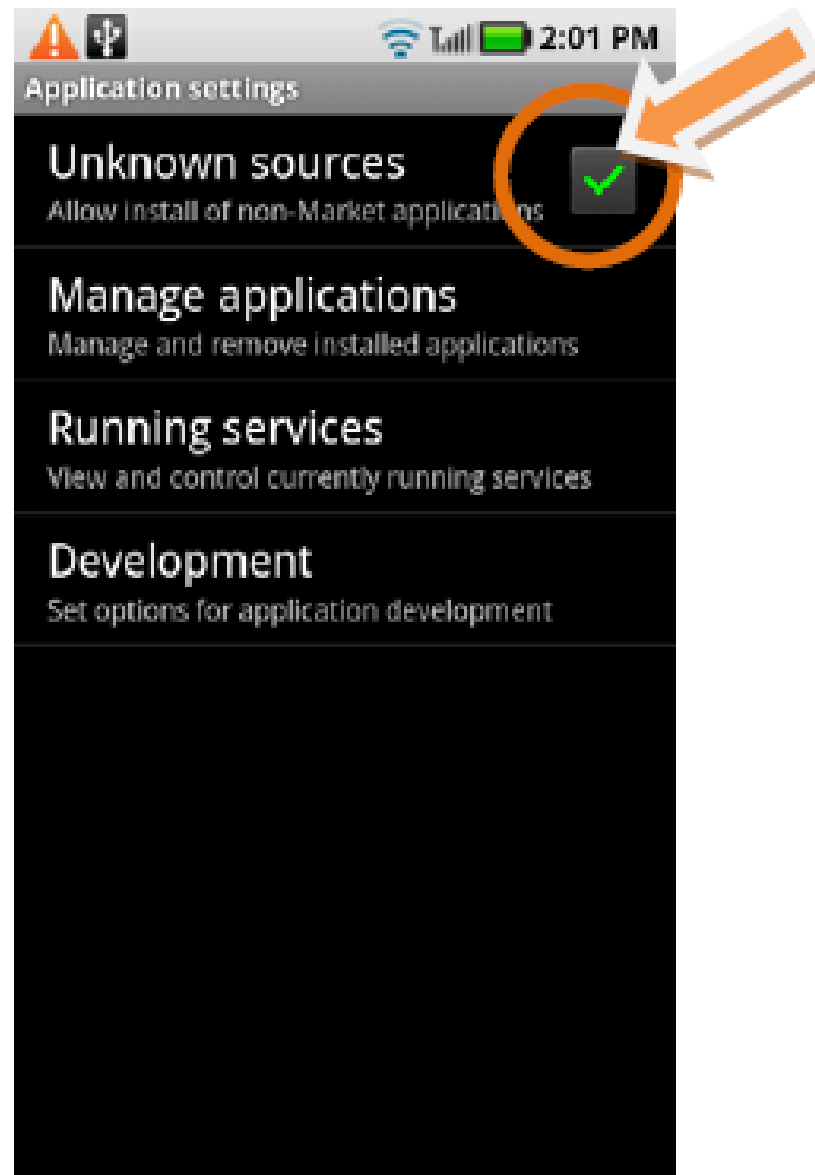 2:01 PM
Application settings
Unknown sources
Allow install of non-Market applications
Manage applications
Manage and remove installed applications
Running services
View and control currently running services
Development
Set options for application development